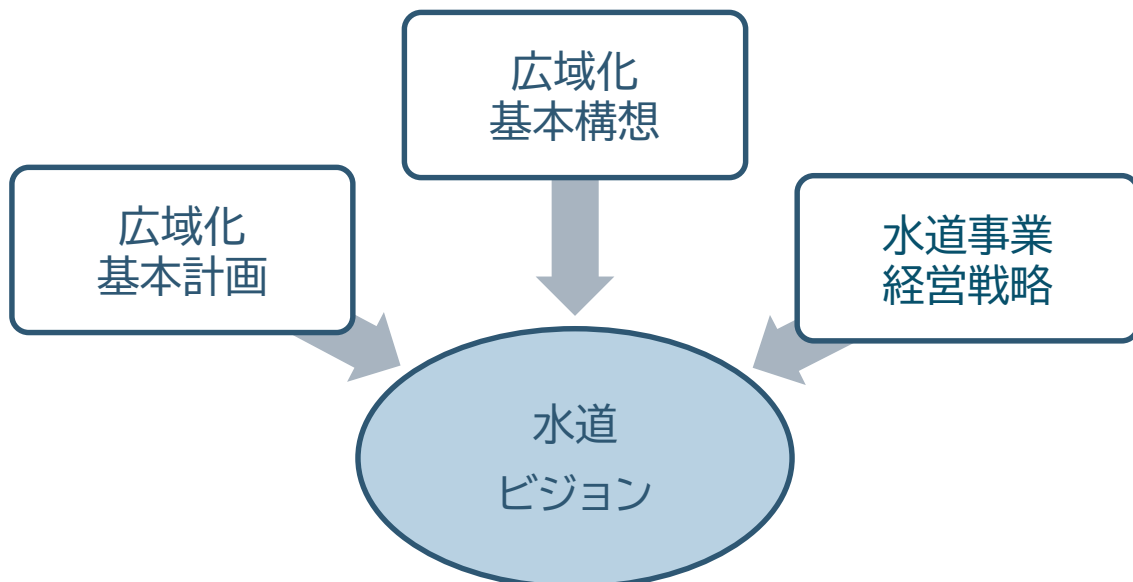 広域化
基本構想
広域化
基本計画
水道事業
経営戦略
水道
ビジョン